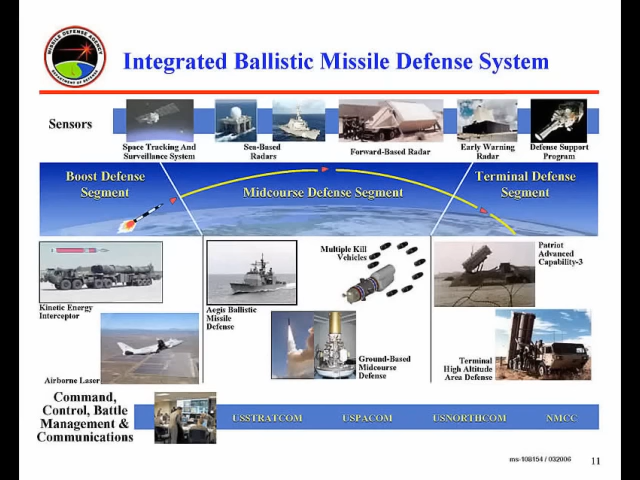 MISSILE DEFENSE AGENCY
DEPARTMENT OF DEFENSE
Integrated Ballistic Missile Defense System
Sensors
Space Tracking And
Surveillance System
Sea-Based
Radars
Forward-Based Radar
Early Warning
Radar
Defense Support
Program
Boost Defense
Segment
Midcourse Defense Segment
Terminal Defense
Segment
Kinetic Energy
Interceptor
Airborne Laser
Aegis Ballistic
Missile
Defense
Multiple Kill
Vehicles
Ground-Based
Midcourse
Defense
Patriot
Advanced
Capability-3
Terminal
High Altitude
Area Defense
Command,
Control, Battle
Management &
Communications
USSTRATCOM
USPACOM
USNORTHCOM
NMCC
ms-108154 / 032006
11